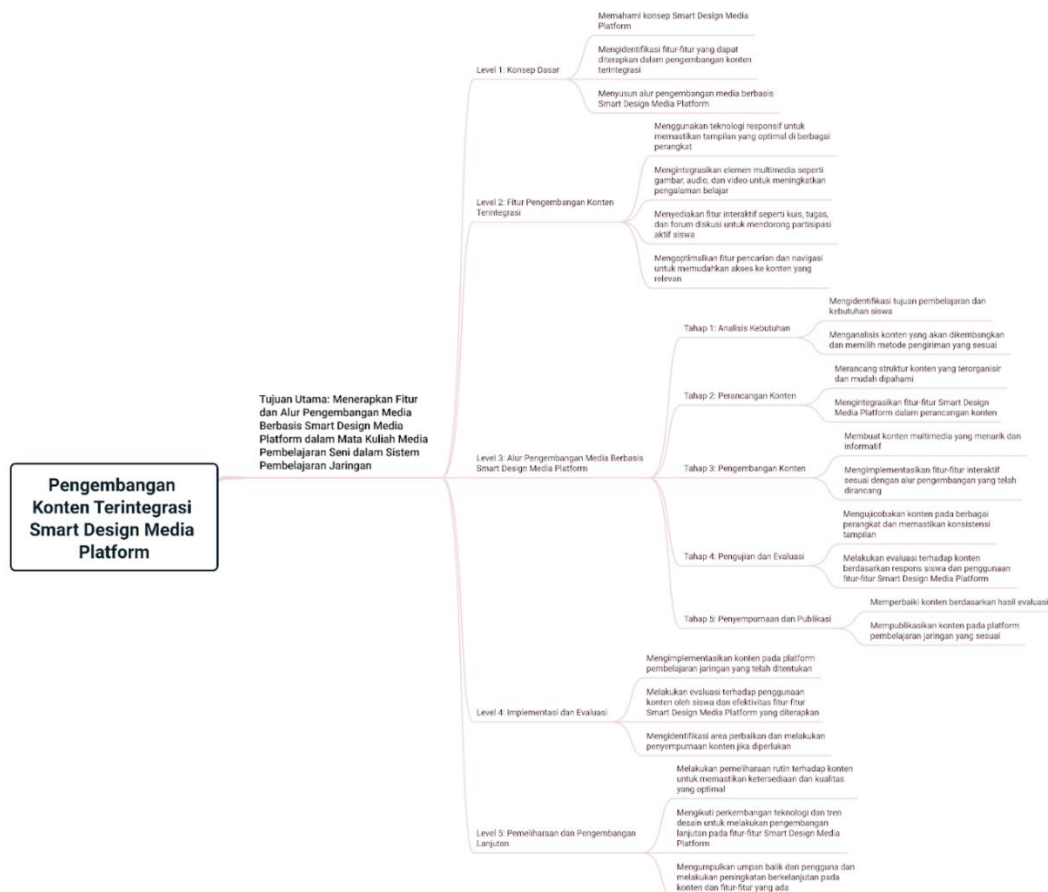 Pengembangan
Konten Terintegrasi
Smart Design Media
Platform
Tujuan Utama: Menerapkan Fitur
dan Alur Pengembangan Media
Berbasis Smart Design Media
Platform dalam Mata Kuliah Media
Pembelajaran Seni dalam Sistem
Pembelajaran Jaringan
Level 1: Konsep Dasar
Memahami konsep Smart Design Media
Platform
Mengidentifikasi fitur-fitur yang dapat
diterapkan dalam pengembangan konten
terintegrasi
Menyusun alur pengembangan media berbasis
Smart Design Media Platform
Level 2: Fitur Pengembangan Konten
Terintegrasi
Menggunakan teknologi responsif untuk
memastikan tampilan yang optimal di berbagai
perangkat
Mengintegrasikan elemen multimedia seperti
gambar, audio, dan video untuk meningkatkan
pengalaman belajar
Menyediakan fitur interaktif seperti kuis, tugas,
dan forum diskusi untuk mendorong partisipasi
aktif siswa
Mengoptimalkan fitur pencarian dan navigasi
untuk memudahkan akses ke konten yang
relevan
Level 3: Alur Pengembangan Media Berbasis
Smart Design Media Platform
Tahap 1: Analisis Kebutuhan
Mengidentifikasi tujuan pembelajaran dan
kebutuhan siswa
Menganalisis konten yang akan dikembangkan
dan memilih metode pengiriman yang sesuai
Tahap 2: Perancangan Konten
Merancang struktur konten yang terorganisir
dan mudah dipahami
Mengintegrasikan fitur-fitur Smart Design
Media Platform dalam perancangan konten
Tahap 3: Pengembangan Konten
Membuat konten multimedia yang menarik dan
informatif
Mengimplementasikan fitur-fitur interaktif
sesuai dengan alur pengembangan yang telah
dirancang
Tahap 4: Pengujian dan Evaluasi
Mengujicobakan konten pada berbagai
perangkat dan memastikan konsistensi
tampilan
Melakukan evaluasi terhadap konten
berdasarkan respons siswa dan penggunaan
fitur-fitur Smart Design Media Platform
Tahap 5: Penyempurnaan dan Publikasi
Memperbaiki konten berdasarkan hasil evaluasi
Mempublikasikan konten pada platform
pembelajaran jaringan yang sesuai
Level 4: Implementasi dan Evaluasi
Mengimplementasikan konten pada platform
pembelajaran jaringan yang telah ditentukan
Melakukan evaluasi terhadap penggunaan
konten oleh siswa dan efektivitas fitur-fitur
Smart Design Media Platform yang diterapkan
Mengidentifikasi area perbaikan dan melakukan
penyempurnaan konten jika diperlukan
Level 5: Pemeliharaan dan Pengembangan
Lanjutan
Melakukan pemeliharaan rutin terhadap konten
untuk memastikan ketersediaan dan kualitas
yang optimal
Mengikuti perkembangan teknologi dan tren
desain untuk melakukan pengembangan
lanjutan pada fitur-fitur Smart Design Media
Platform
Mengumpulkan umpan balik dari pengguna dan
melakukan peningkatan berkelanjutan pada
konten dan fitur-fitur yang ada